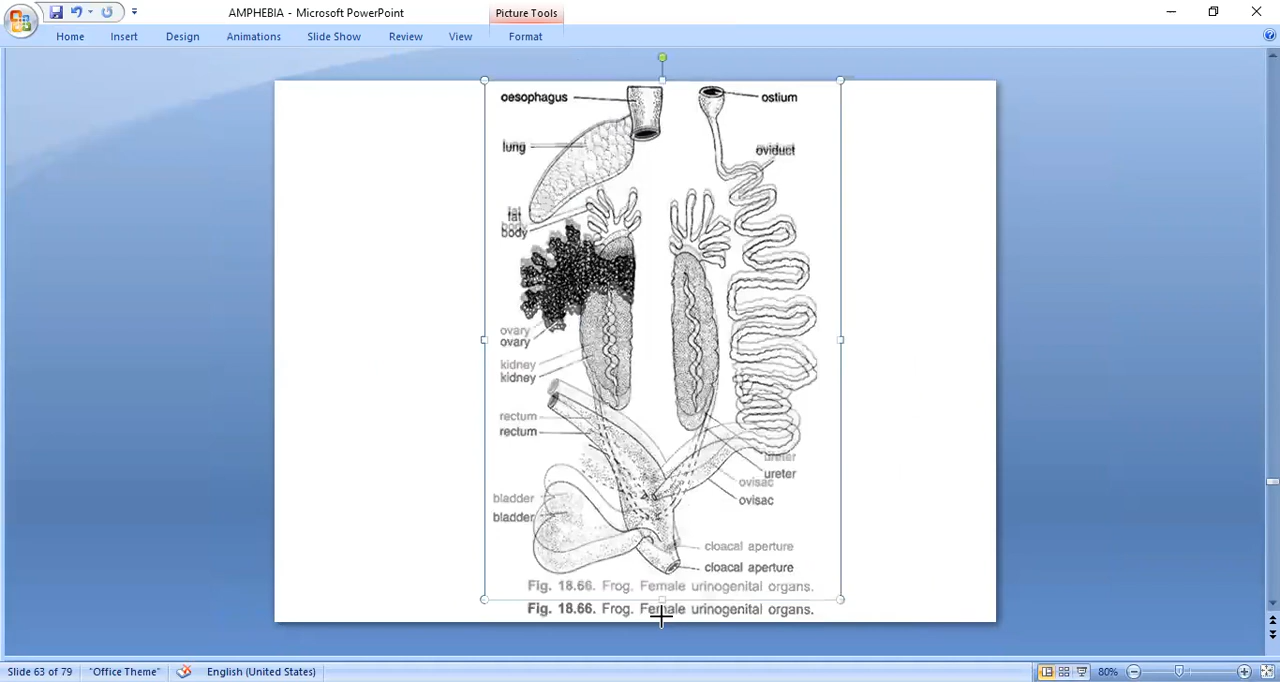 AMPHEBIA - Microsoft PowerPoint
Picture Tools
Home Insert Design Animations Slide Show Review View Format
oesophagus
ostium
lung
oviduct
fat
fat
body
body
ovary
ovary
kidney
kidney
rectum
rectum
ureter
ureter
ovisac
ovisac
bladder
bladder
cloacal aperture
cloacal aperture
Fig. 18.66. Frog. Female urinogenital organs.
Fig. 18.66. Frog. Female urinogenital organs.
Slide 63 of 79 "Office Theme" English (United States) 80%